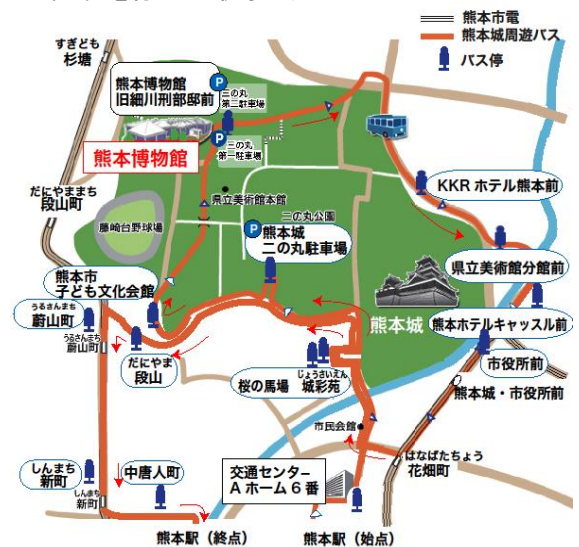 熊本市電
熊本城周遊バス
バス停
すぎども
杉塘
熊本博物館
旧細川刑部邸前
P
三の丸
第二駐車場
P
三の丸
第一駐車場
熊本博物館
KKRホテル熊本前
だにやままち
段山町
県立美術館本館
二の丸公園
藤崎台野球場
P
熊本城
二の丸駐車場
県立美術館分館前
熊本市
子ども文化会館
うるさんまち
蔚山町
うるさんまち
蔚山町
熊本城
熊本ホテルキャッスル前
だにやま
段山
じょうさいえん
桜の馬場 城彩苑
市役所前
熊本城・市役所前
市民会館
はなばたちょう
花畑町
しんまち
新町
しんまち
新町
中唐人町
交通センター
Aホーム6番
熊本駅（終点）
熊本駅（始点）